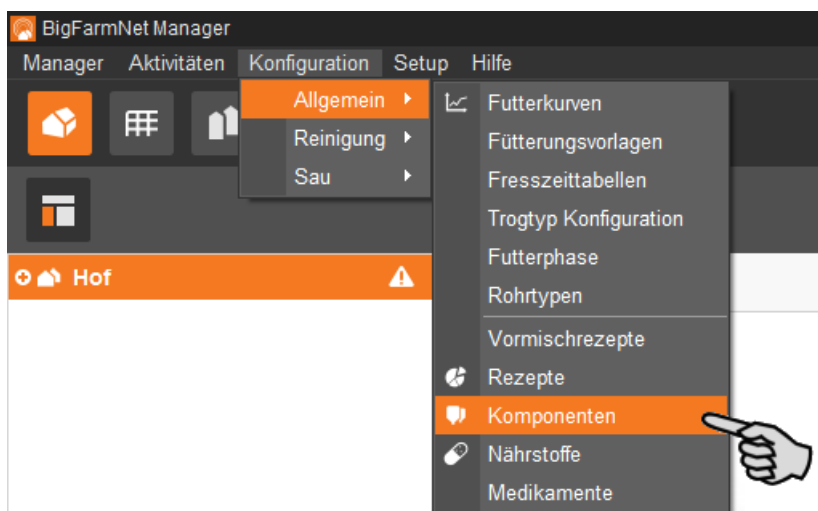 BigFarmNet Manager
Manager Aktivitäten Konfiguration Setup Hilfe
Allgemein
Reinigung
Sau
Futterkurven
Fütterungsvorlagen
Fresszeittabellen
Trogtyp Konfiguration
Futterphase
Rohrtypen
Vormischrezepte
Rezepte
Komponenten
Nährstoffe
Medikamente
Hof